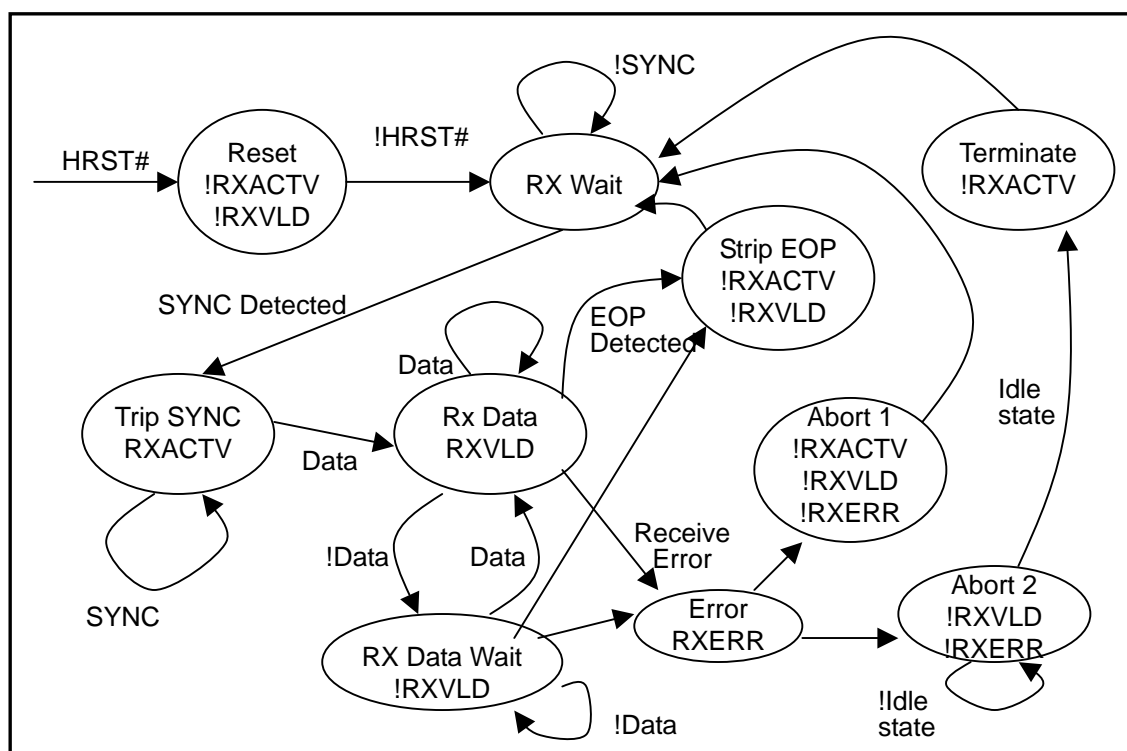 !SYNC
HRST#
Reset
!RXACTV
!RXVLD
!HRST#
RX Wait
Terminate
!RXACTV
Strip EOP
!RXACTV
!RXVLD
SYNC Detected
EOP
Detected
Data
Trip SYNC
RXACTV
Data
Rx Data
RXVLD
Idle
state
Abort 1
!RXACTV
!RXVLD
!RXERR
!Data
Data
Receive
Error
SYNC
RX Data Wait
!RXVLD
Error
RXERR
Abort 2
!RXVLD
!RXERR
!Data
!Idle
state